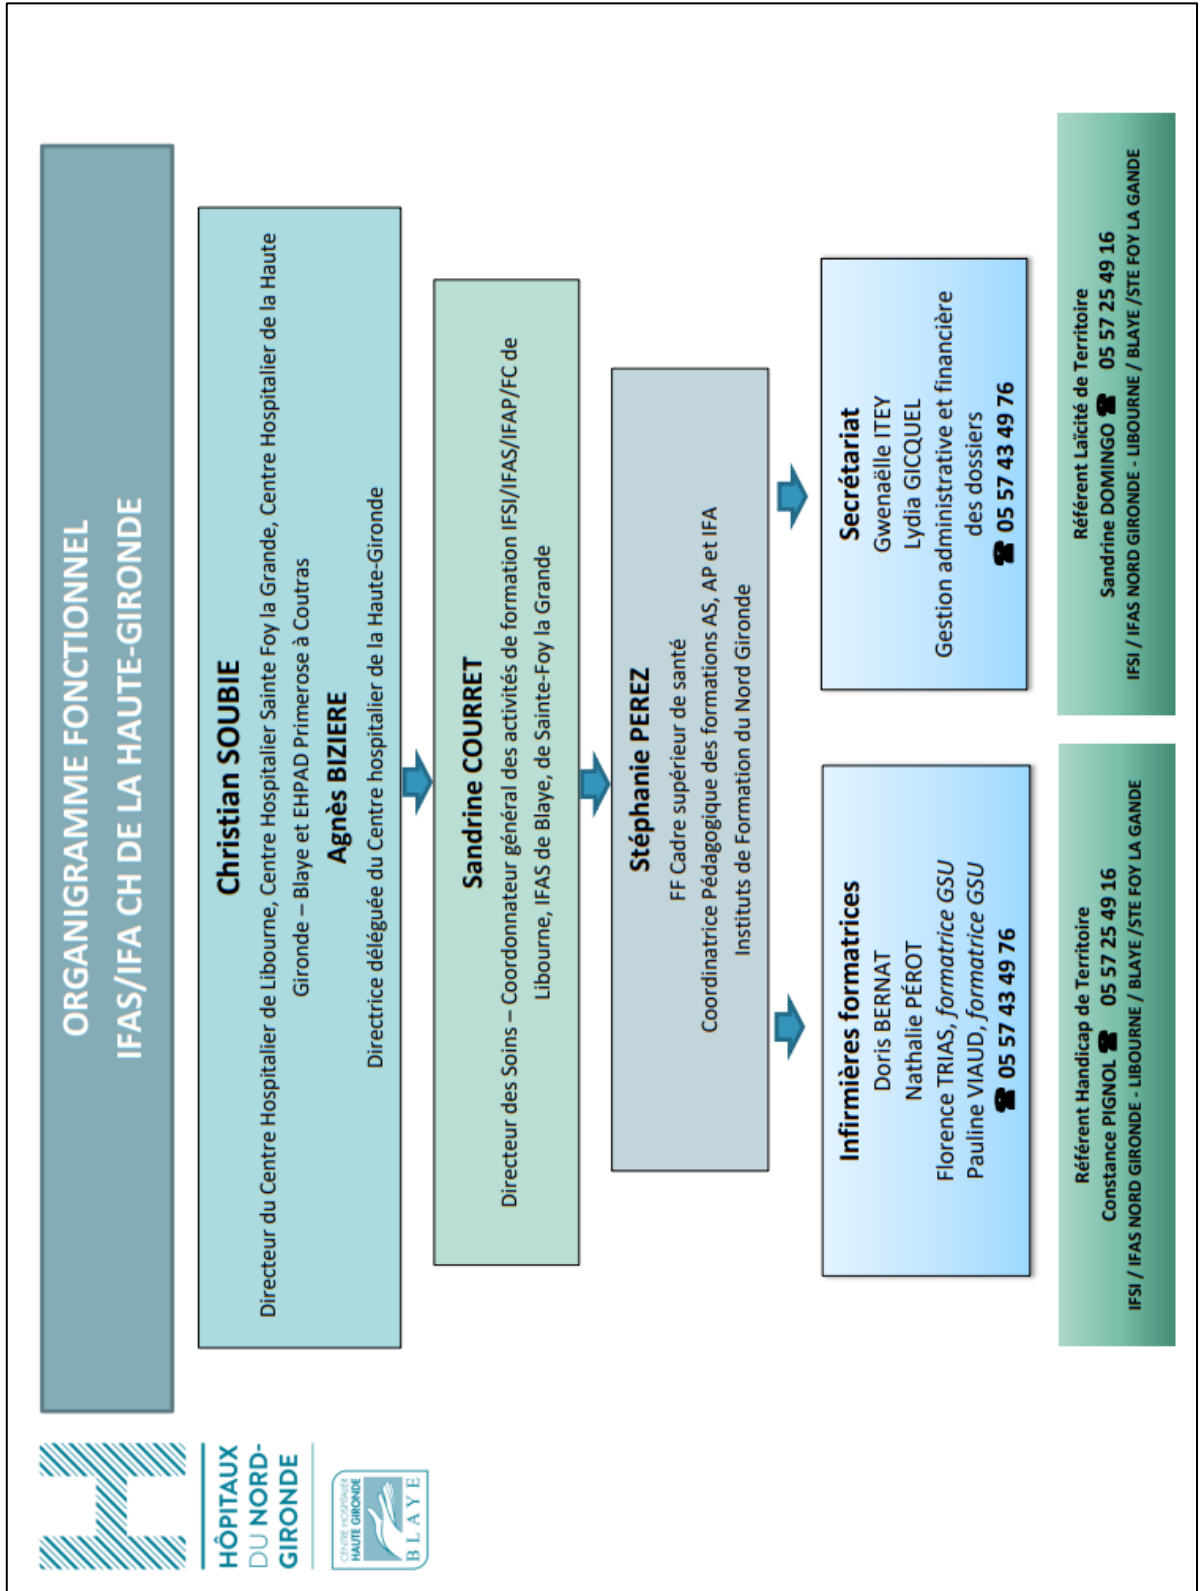 HÔPITAUX
DU NORD-
GIRONDE
CENTRE HOSPITALIER
HAUTE GIRONDE
BLAYE
ORGANIGRAMME FONCTIONNEL
IFAS/IFA CH DE LA HAUTE-GIRONDE
Christian SOUBIE
Directeur du Centre Hospitalier de Libourne, Centre Hospitalier Sainte Foy la Grande, Centre Hospitalier de la Haute
Gironde – Blaye et EHPAD Primerose à Coutras
Agnès BIZIERE
Directrice déléguée du Centre hospitalier de la Haute-Gironde
Sandrine COURRET
Directeur des Soins – Coordonnateur général des activités de formation IFSI/IFAS/IFAP/FC de
Libourne, IFAS de Blaye, de Sainte-Foy la Grande
Stéphanie PEREZ
FF Cadre supérieur de santé
Coordinatrice Pédagogique des formations AS, AP et IFA
Instituts de Formation du Nord Gironde
Infirmières formatrices
Doris BERNAT
Nathalie PÉROT
Florence TRIAS, formatrice GSU
Pauline VIAUD, formatrice GSU
☎ 05 57 43 49 76
Secrétariat
Gwenaëlle ITEY
Lydia GICQUEL
Gestion administrative et financière
des dossiers
☎ 05 57 43 49 76
Référent Handicap de Territoire
Constance PIGNOL ☎ 05 57 25 49 16
IFSI / IFAS NORD GIRONDE - LIBOURNE / BLAYE /STE FOY LA GANDE
Référent Laïcité de Territoire
Sandrine DOMINGO ☎ 05 57 25 49 16
IFSI / IFAS NORD GIRONDE - LIBOURNE / BLAYE /STE FOY LA GANDE